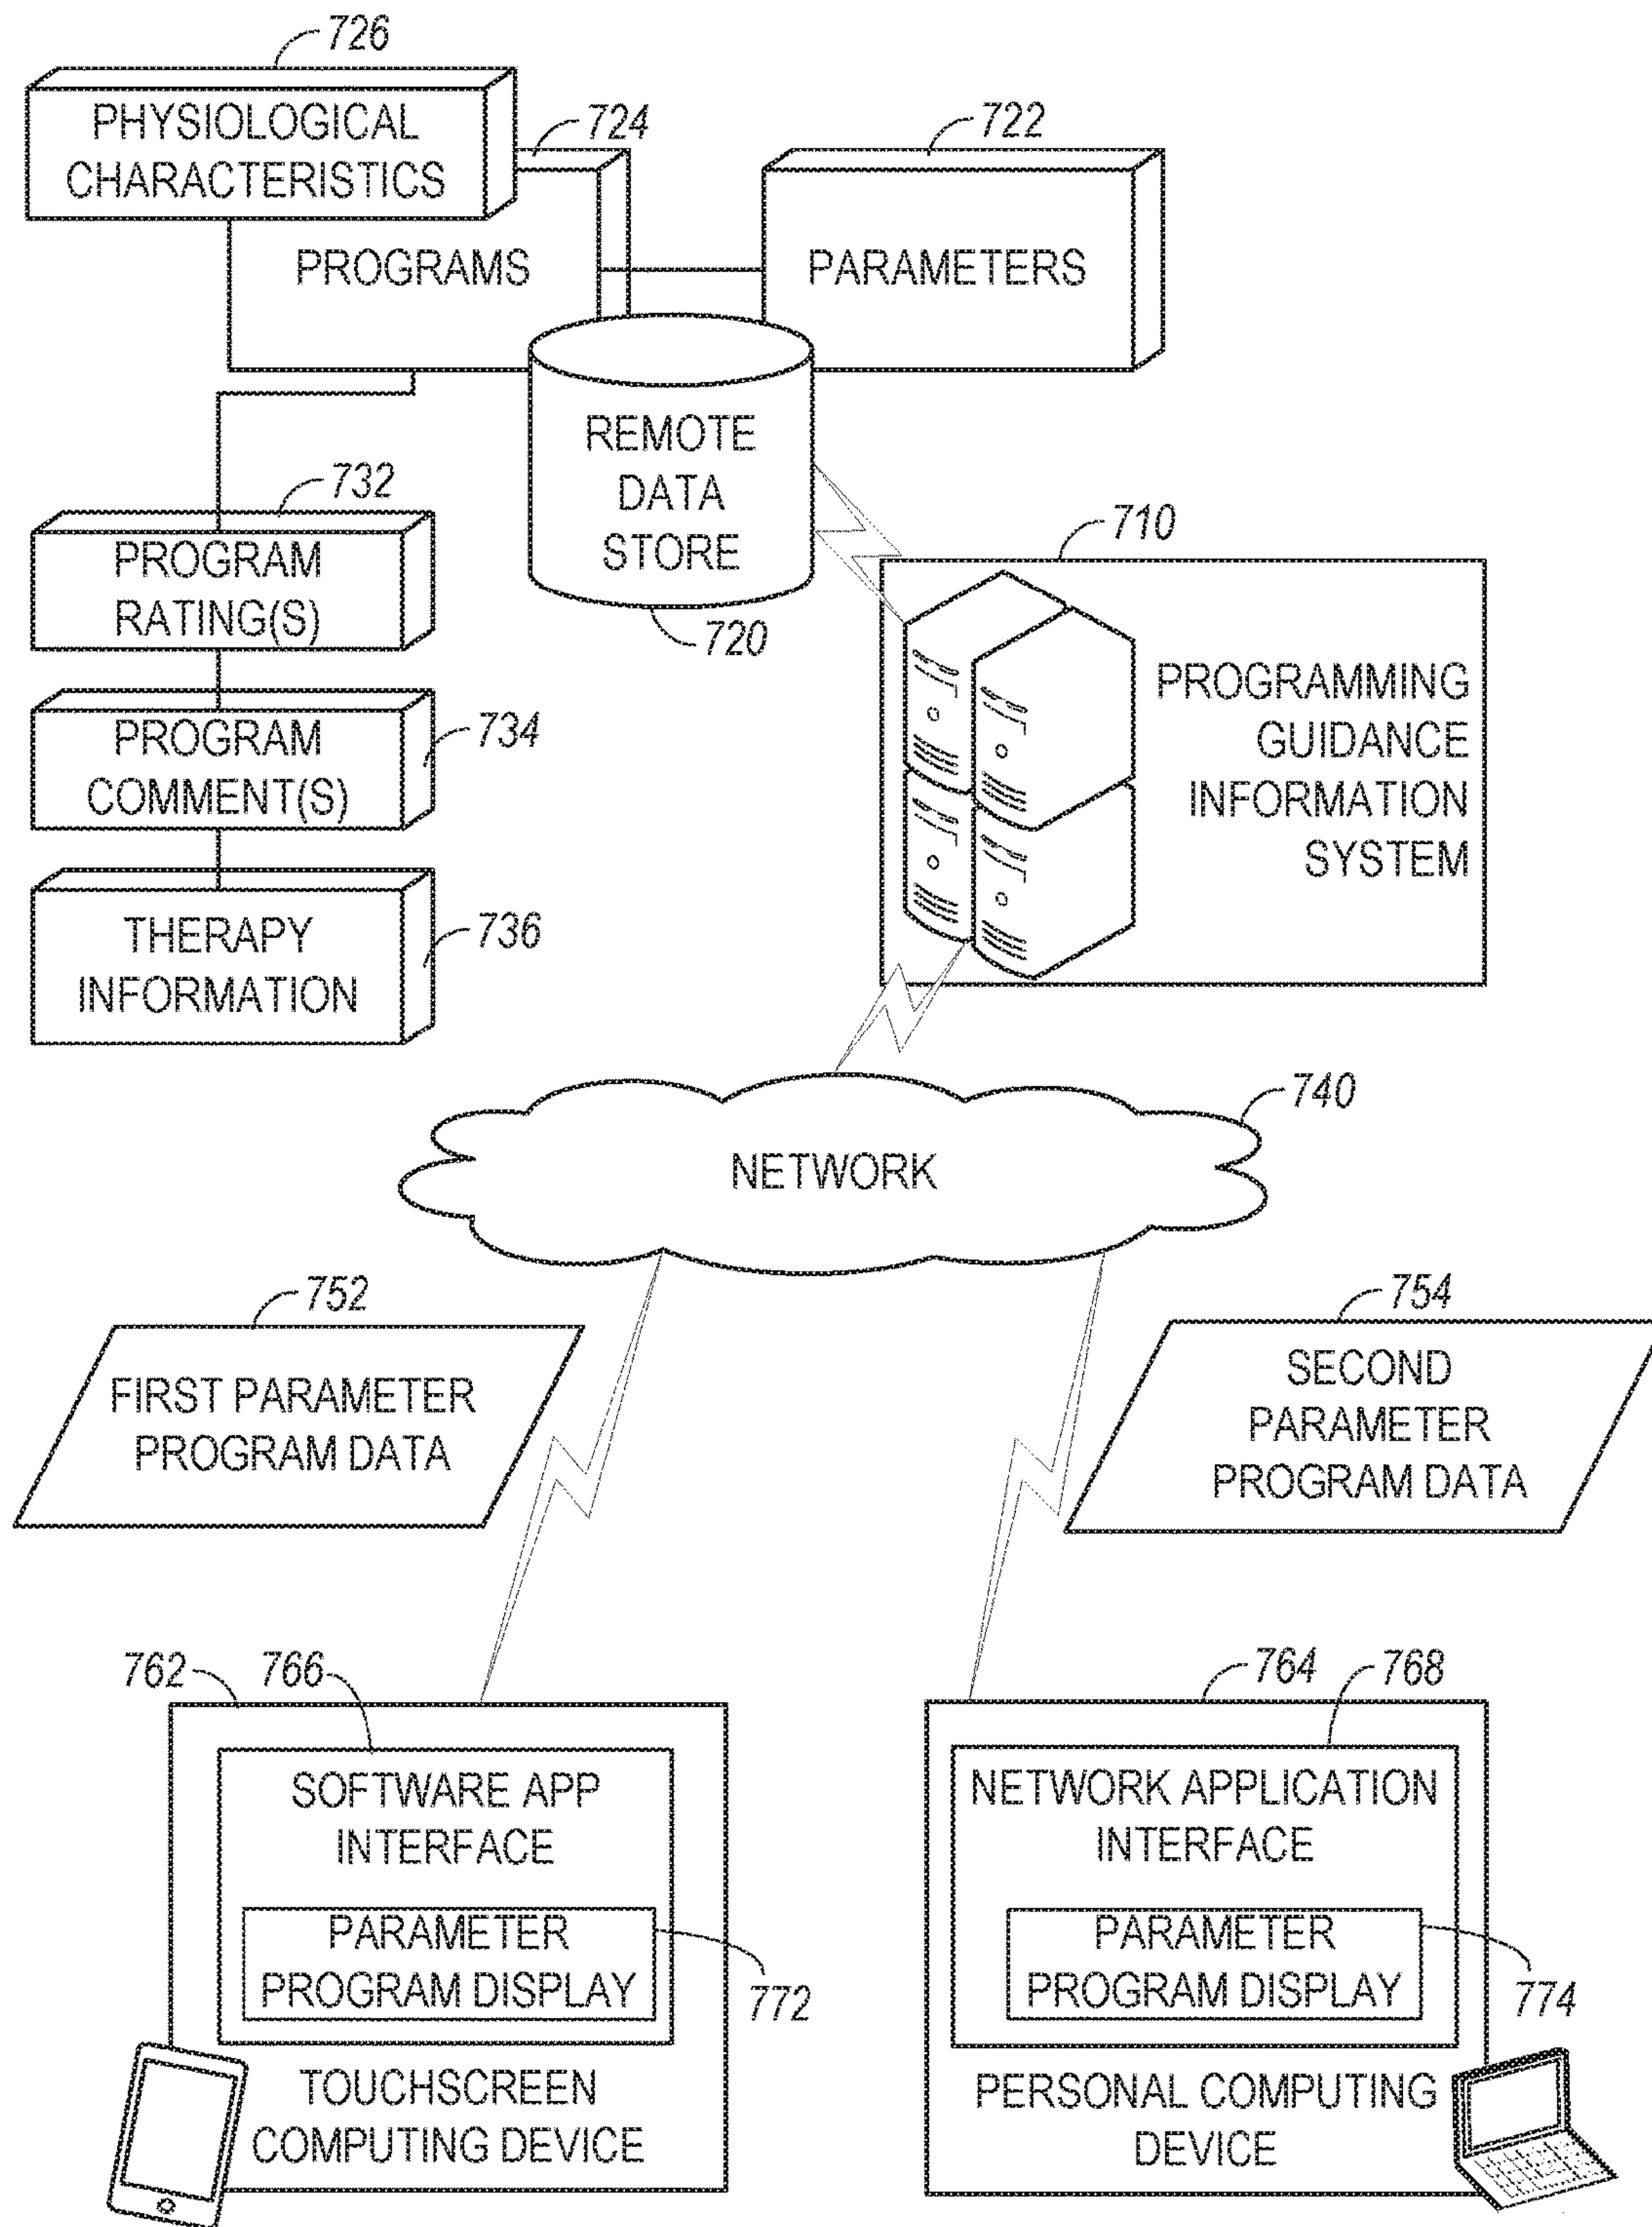 726
PHYSIOLOGICAL
CHARACTERISTICS
724
722
PROGRAMS
PARAMETERS
REMOTE
DATA
STORE
720
732
PROGRAM
RATING(S)
734
PROGRAM
COMMENT(S)
736
THERAPY
INFORMATION
710
PROGRAMMING
GUIDANCE
INFORMATION
SYSTEM
740
NETWORK
752
FIRST PARAMETER
PROGRAM DATA
754
SECOND
PARAMETER
PROGRAM DATA
762
766
SOFTWARE APP
INTERFACE
PARAMETER
PROGRAM DISPLAY
772
TOUCHSCREEN
COMPUTING DEVICE
764
768
NETWORK APPLICATION
INTERFACE
PARAMETER
PROGRAM DISPLAY
774
PERSONAL COMPUTING
DEVICE